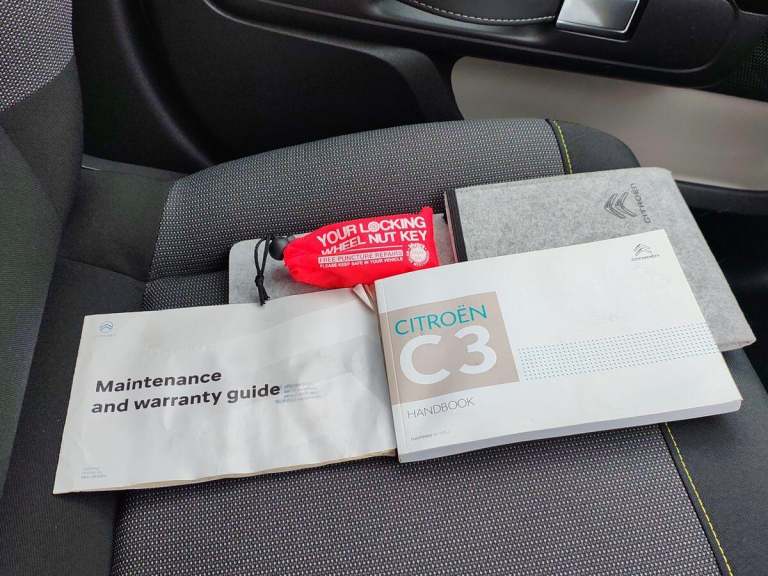 YOUR LOCKING
WHEEL NUT KEY
FREE PUNCTURE REPAIRS
PLEASE KEEP SAFE IN YOUR VEHICLE
CITROËN
CITROËN
CITROËN
C3
HANDBOOK
Maintenance
and warranty guide